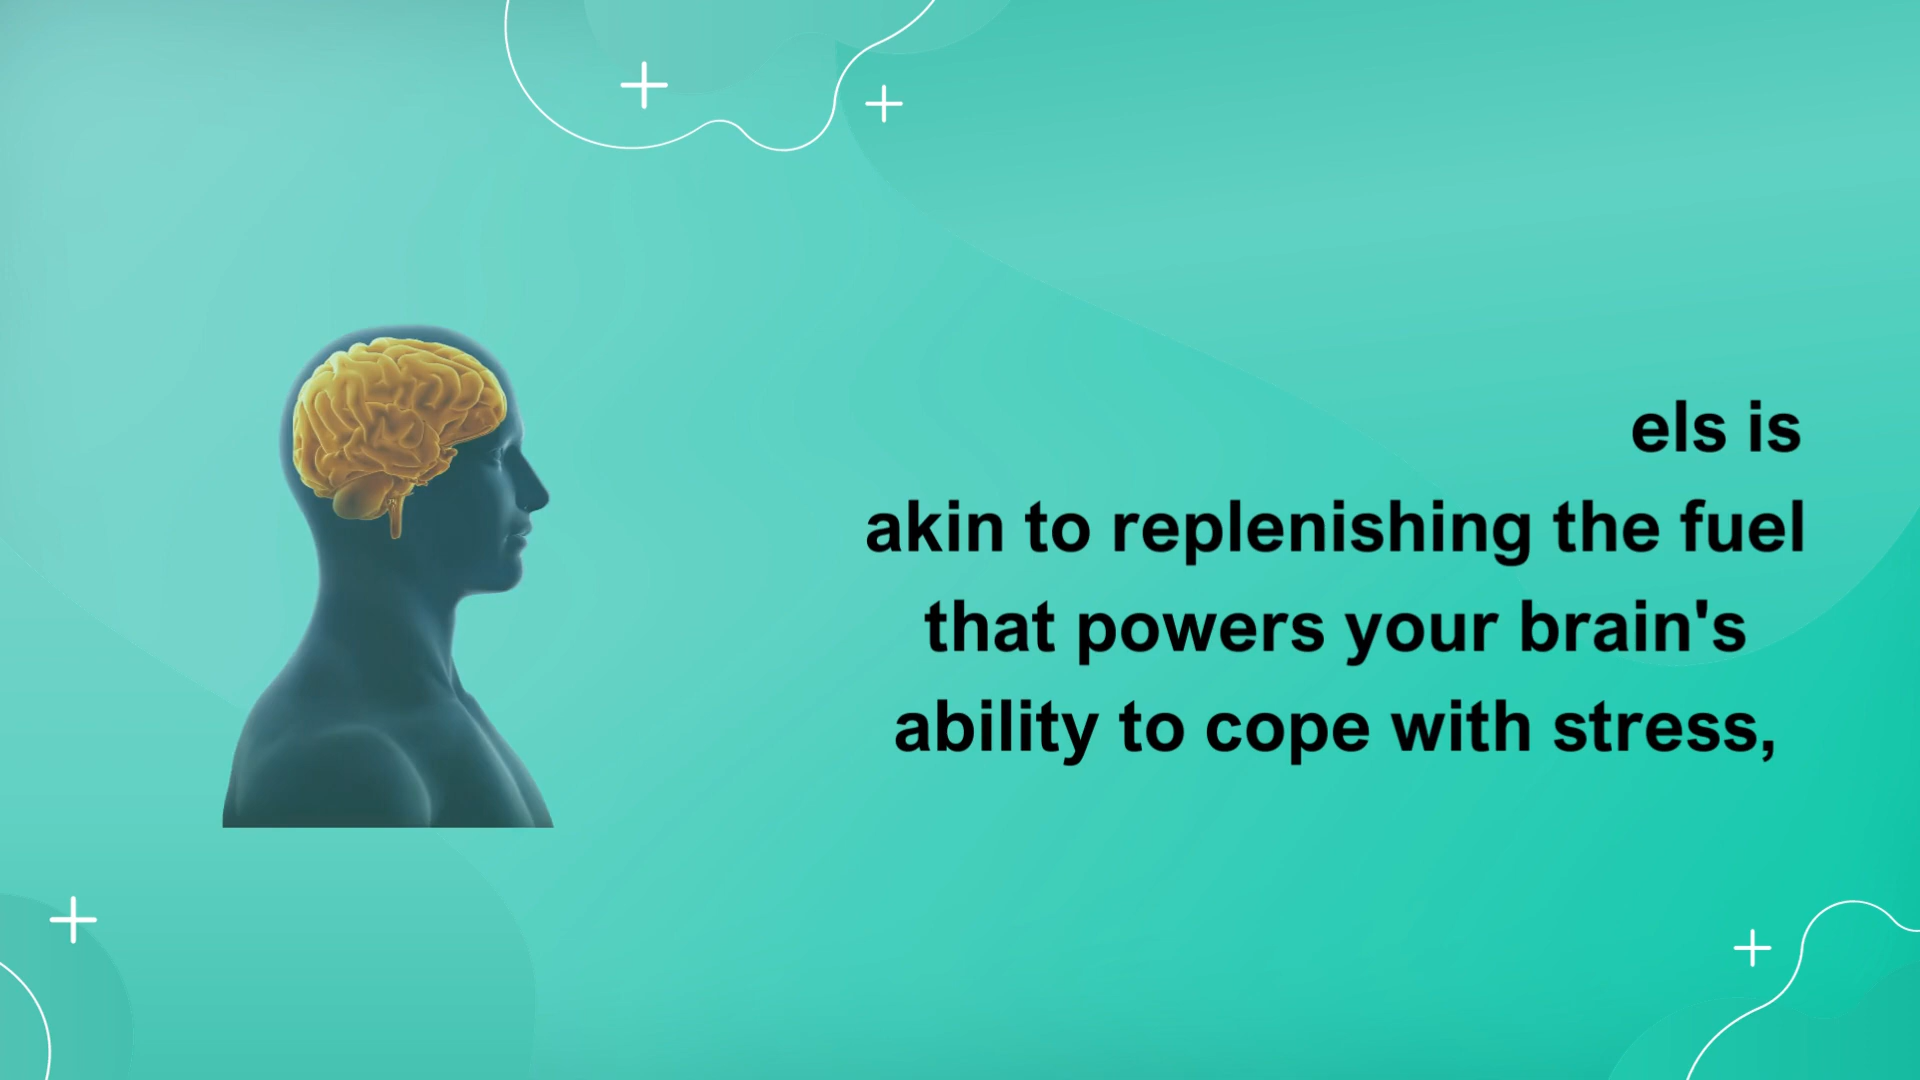 els is
akin to replenishing the fuel
that powers your brain's
ability to cope with stress,